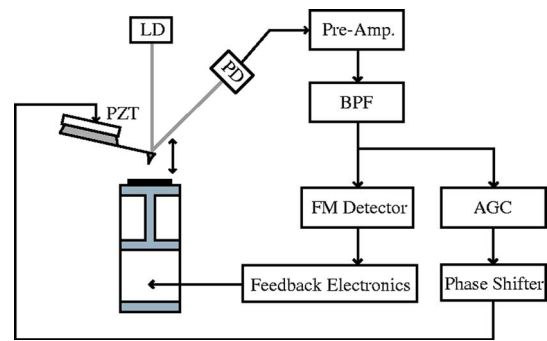 LD
PD
Pre-Amp.
PZT
BPF
FM Detector
AGC
Feedback Electronics
Phase Shifter